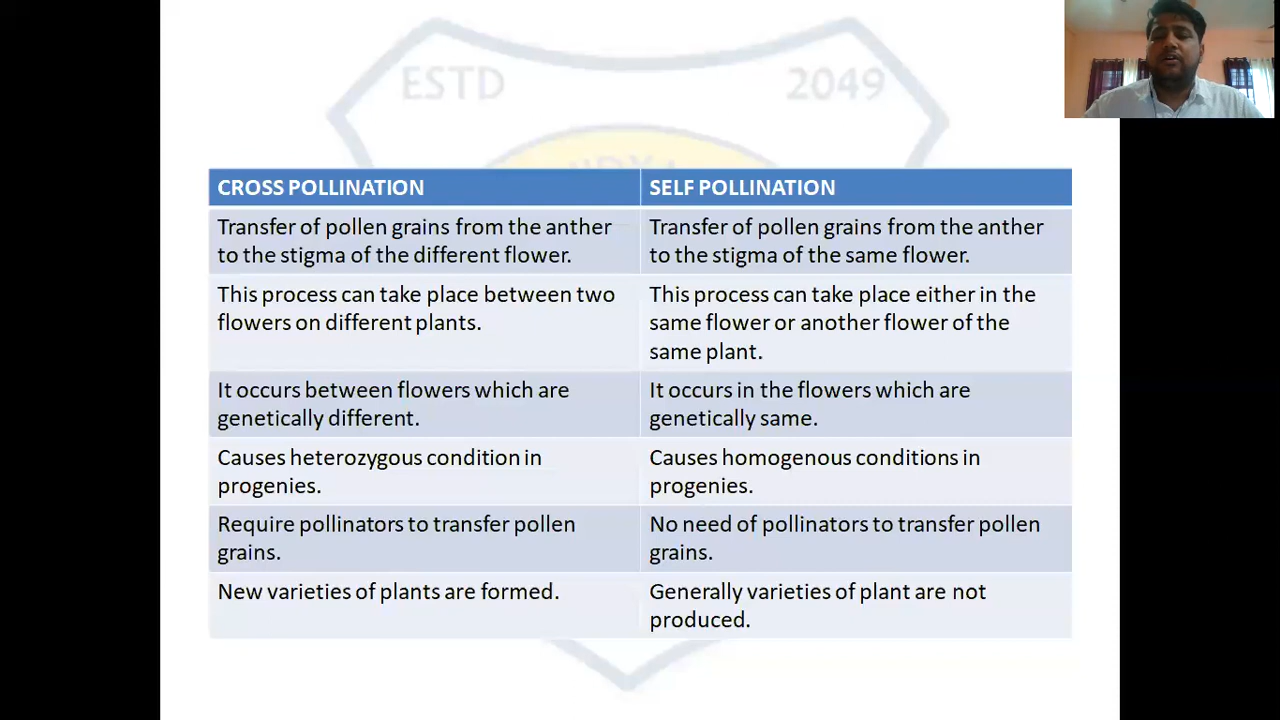 ESTD 2049
CROSS POLLINATION
SELF POLLINATION
Transfer of pollen grains from the anther
to the stigma of the different flower.
Transfer of pollen grains from the anther
to the stigma of the same flower.
This process can take place between two
flowers on different plants.
This process can take place either in the
same flower or another flower of the
same plant.
It occurs between flowers which are
genetically different.
It occurs in the flowers which are
genetically same.
Causes heterozygous condition in
progenies.
Causes homogenous conditions in
progenies.
Require pollinators to transfer pollen
grains.
No need of pollinators to transfer pollen
grains.
New varieties of plants are formed.
Generally varieties of plant are not
produced.